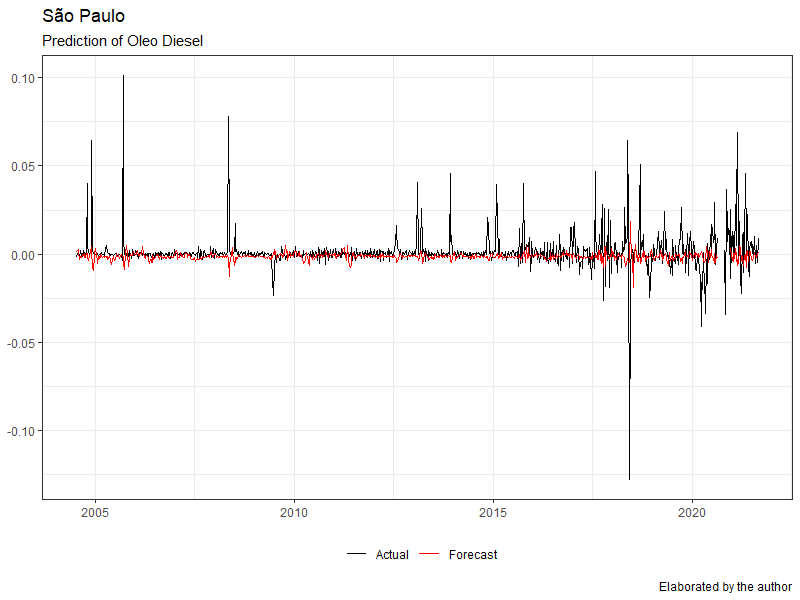 São Paulo
Prediction of Oleo Diesel
0.10
0.05
0.00
-0.05
-0.10
2005 2010 2015 2020
Actual Forecast
Elaborated by the author